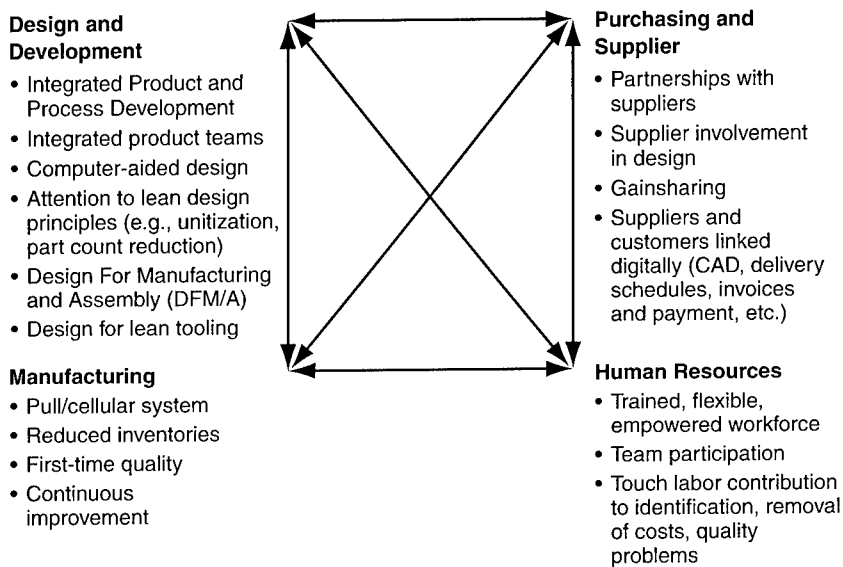 Design and
Development
• Integrated Product and
Process Development
• Integrated product teams
• Computer-aided design
• Attention to lean design
principles (e.g., unitization,
part count reduction)
• Design For Manufacturing
and Assembly (DFM/A)
• Design for lean tooling
Purchasing and
Supplier
• Partnerships with
suppliers
• Supplier involvement
in design
• Gainsharing
• Suppliers and
customers linked
digitally (CAD, delivery
schedules, invoices
and payment, etc.)
Manufacturing
• Pull/cellular system
• Reduced inventories
• First-time quality
• Continuous
improvement
Human Resources
• Trained, flexible,
empowered workforce
• Team participation
• Touch labor contribution
to identification, removal
of costs, quality
problems